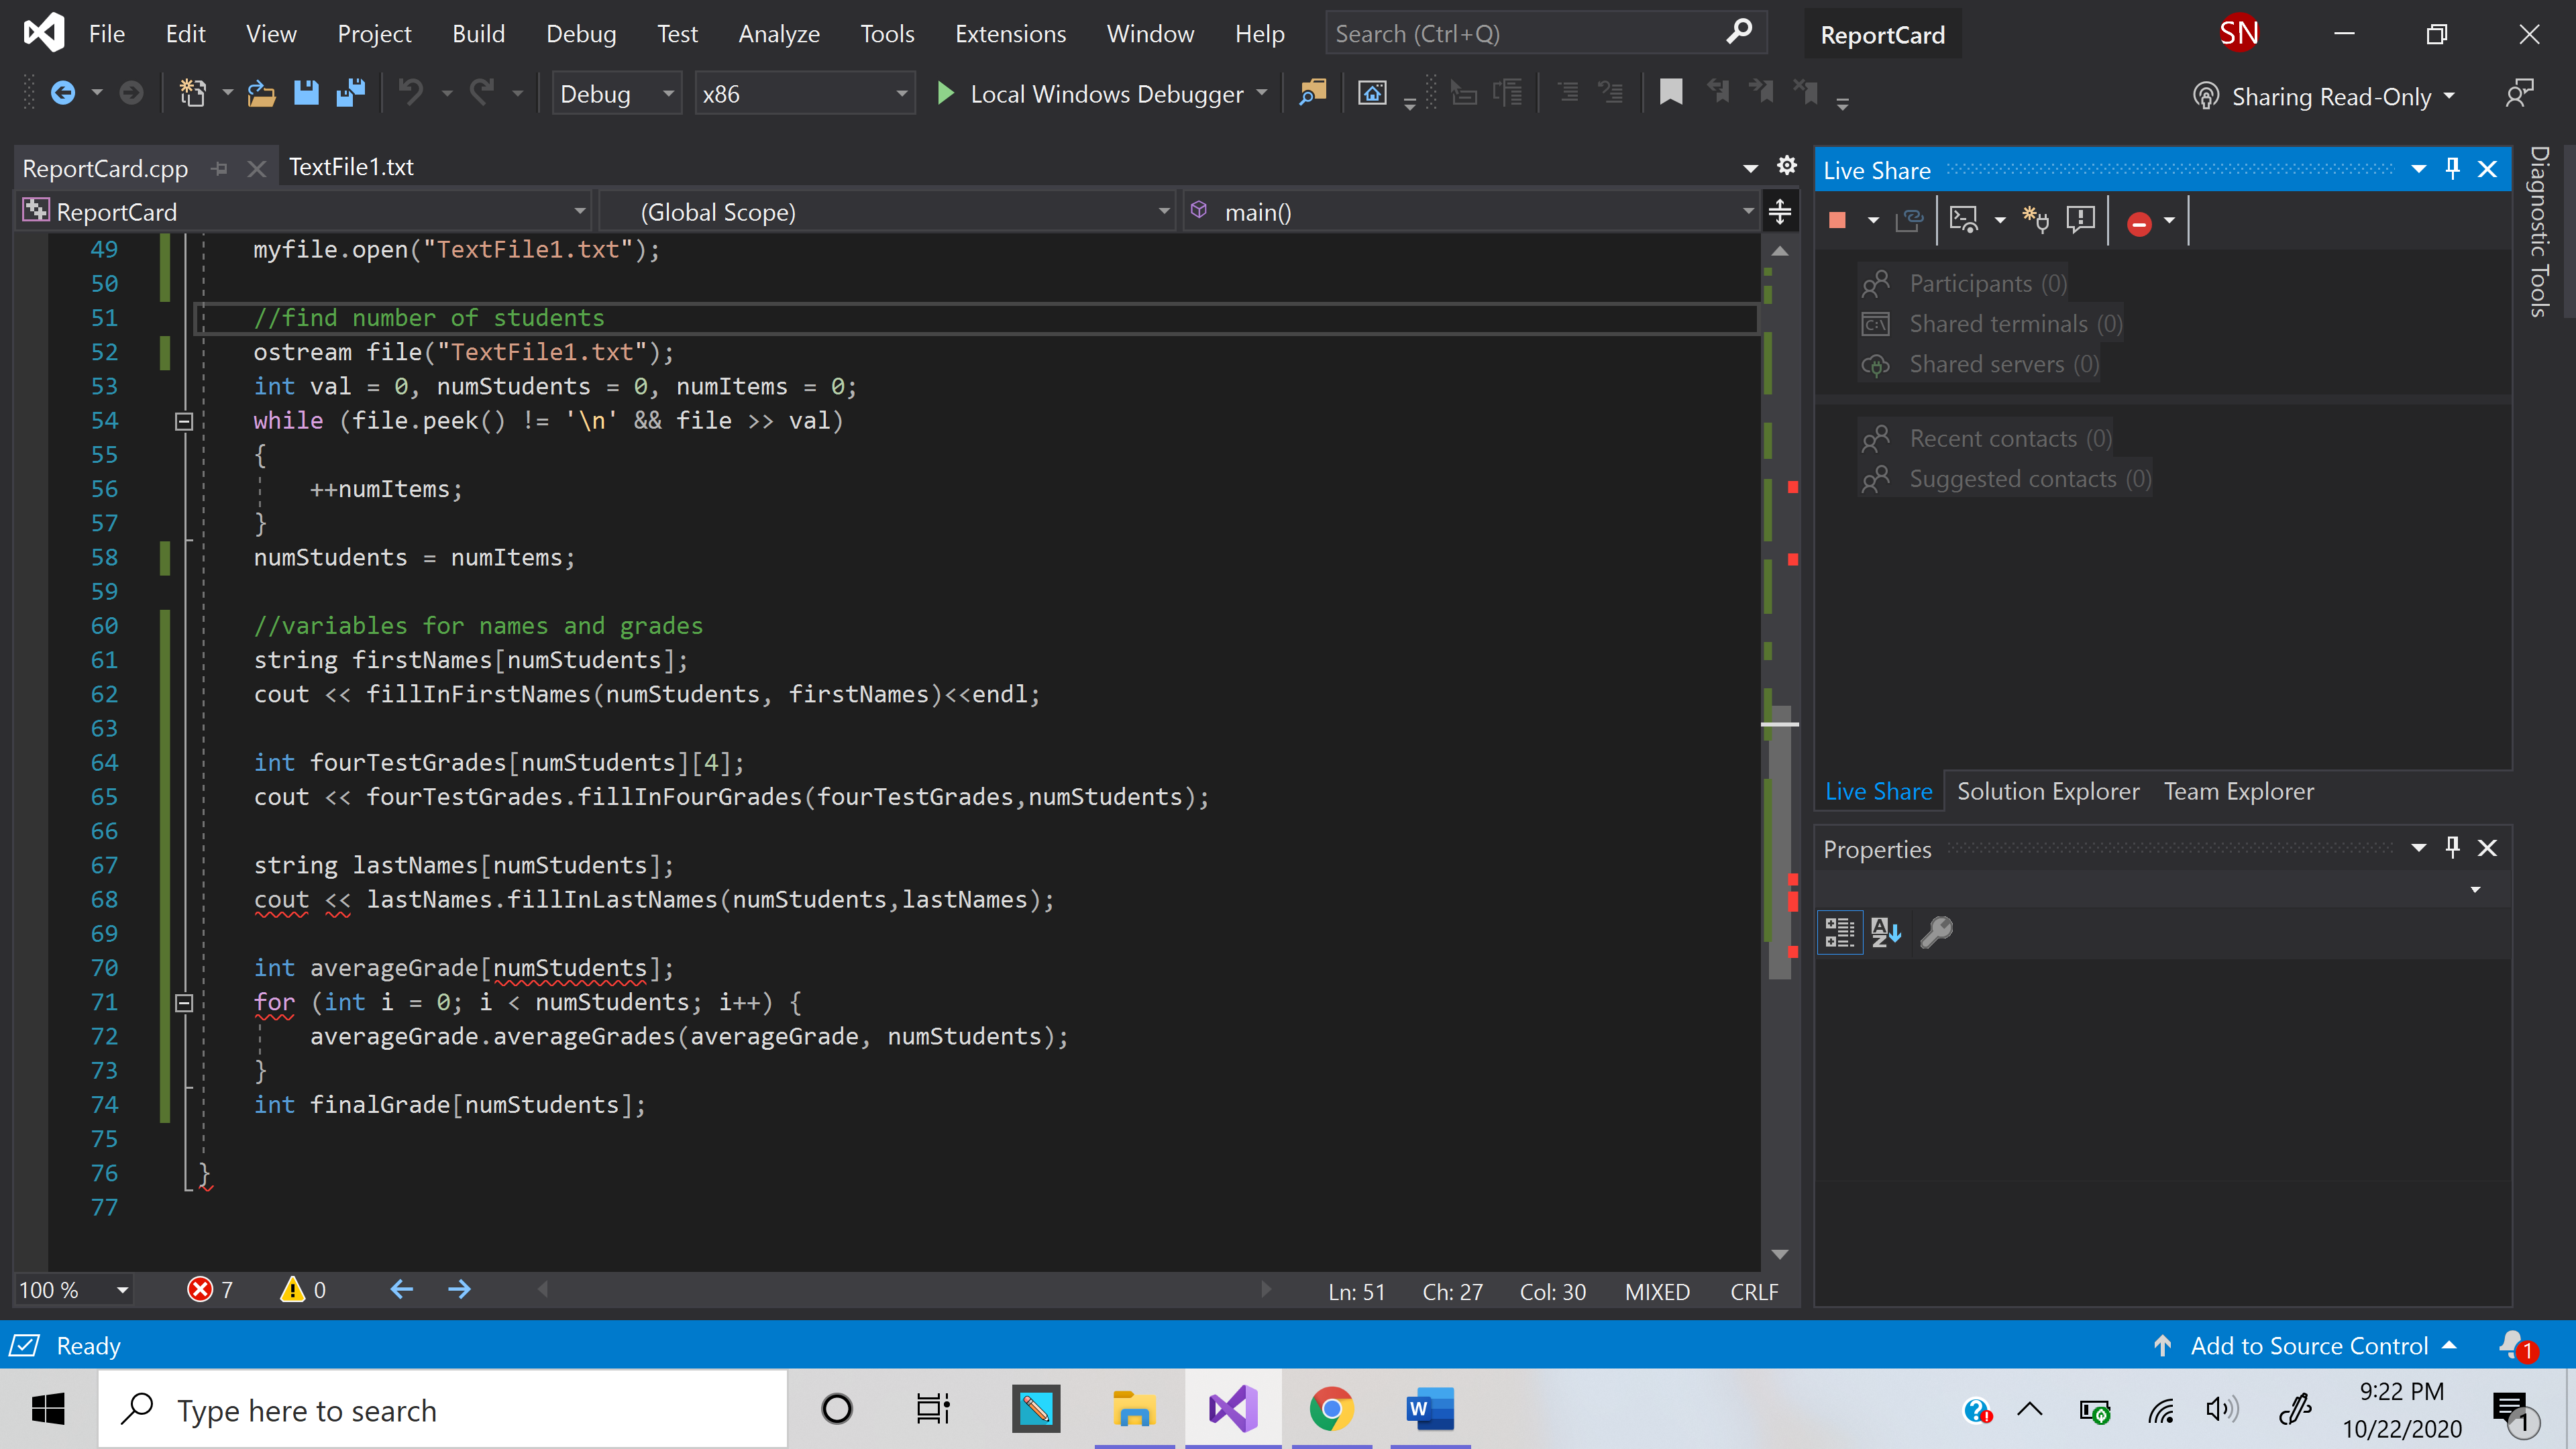 File Edit View Project Build Debug Test Analyze Tools Extensions Window Help Search (Ctrl+Q) ReportCard SN
Debug x86 Local Windows Debugger Sharing Read-Only
ReportCard.cpp TextFile1.txt
ReportCard (Global Scope) main()
49 myfile.open("TextFile1.txt");
50
51 //find number of students
52 ostream file("TextFile1.txt");
53 int val = 0, numStudents = 0, numItems = 0;
54 while (file.peek() != '\n' && file >> val)
55 {
56 ++numItems;
57 }
58 numStudents = numItems;
59
60 //variables for names and grades
61 string firstNames[numStudents];
62 cout << fillInFirstNames(numStudents, firstNames)<<endl;
63
64 int fourTestGrades[numStudents][4];
65 cout << fourTestGrades.fillInFourGrades(fourTestGrades,numStudents);
66
67 string lastNames[numStudents];
68 cout << lastNames.fillInLastNames(numStudents,lastNames);
69
70 int averageGrade[numStudents];
71 for (int i = 0; i < numStudents; i++) {
72 averageGrade.averageGrades(averageGrade, numStudents);
73 }
74 int finalGrade[numStudents];
75
76 }
77
100 % 7 0 Ln: 51 Ch: 27 Col: 30 MIXED CRLF
Live Share
Participants (0)
Shared terminals (0)
Shared servers (0)
Recent contacts (0)
Suggested contacts (0)
Live Share Solution Explorer Team Explorer
Properties
Diagnostic Tools
Ready Add to Source Control 1
Type here to search
9:22 PM
10/22/2020
1